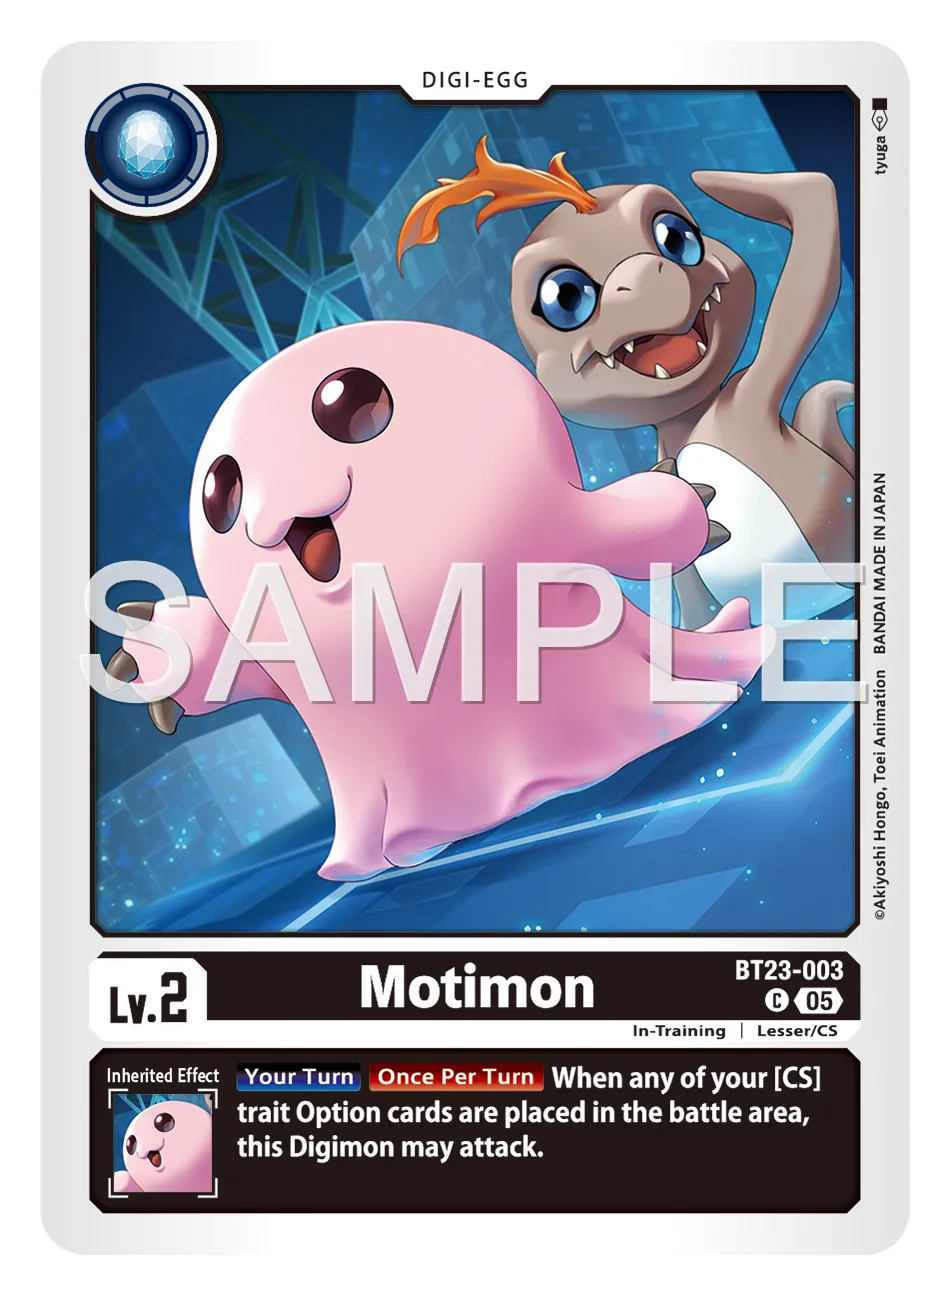 DIGI-EGG
tyuga
SAMPLE
©Akiyoshi Hongo, Toei Animation BANDAI MADE IN JAPAN
Lv.2
Motimon
BT23-003
C 05
In-Training | Lesser/CS
Inherited Effect
Your Turn Once Per Turn When any of your [CS]
trait Option cards are placed in the battle area,
this Digimon may attack.